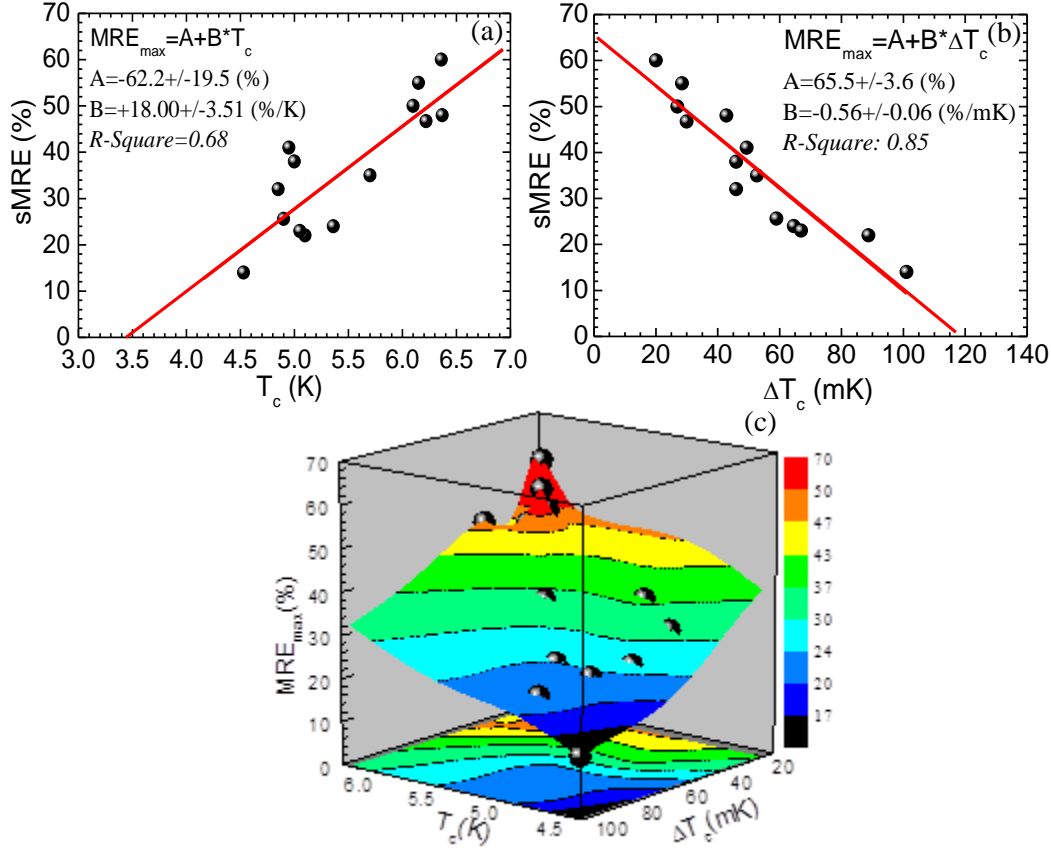 (a)
MRE_max=A+B*T_c
A=-62.2+/-19.5 (%)
B=+18.00+/-3.51 (%/K)
R-Square=0.68
sMRE (%)
70
60
50
40
30
20
10
0
3.0 3.5 4.0 4.5 5.0 5.5 6.0 6.5 7.0
T_c (K)
(b)
MRE_max=A+B*ΔT_c
A=65.5+/-3.6 (%)
B=-0.56+/-0.06 (%/mK)
R-Square: 0.85
sMRE (%)
70
60
50
40
30
20
10
0
0 20 40 60 80 100 120 140
ΔT_c (mK)
(c)
MRE_max(%)
70
60
50
40
30
20
10
0
6.0 5.5 5.0 4.5
T_c(K)
100 80 60 40 20
ΔT_c(mK)
70
50
47
43
37
30
24
20
17